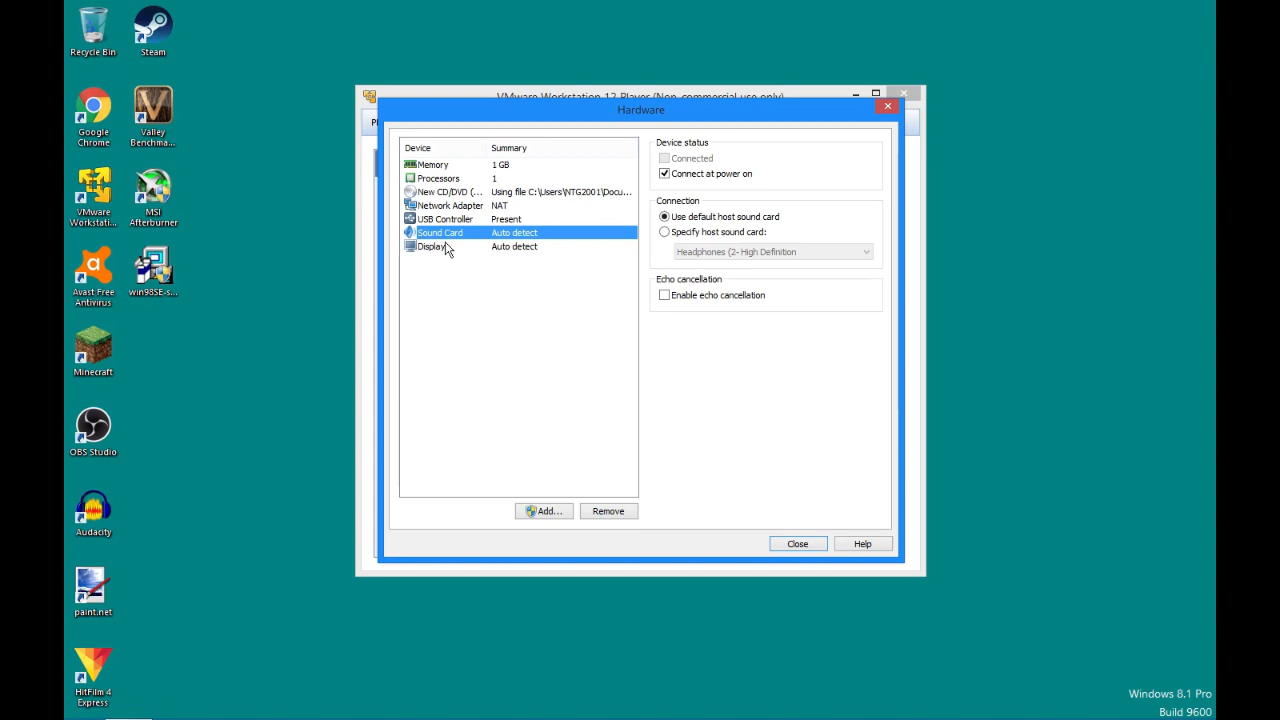 Recycle Bin
Steam
Google Chrome
Valley Benchma...
VMware Workstati...
MSI Afterburner
Avast Free Antivirus
win98SE-s...
Minecraft
OBS Studio
Audacity
paint.net
HitFilm 4 Express
VMware Workstation 12 Player (Non-commercial use only)
Hardware
Device Summary
Memory 1 GB
Processors 1
New CD/DVD (... Using file C:\Users\NTG2001\Docu...
Network Adapter NAT
USB Controller Present
Sound Card Auto detect
Display Auto detect
Add... Remove
Device status
Connected
Connect at power on
Connection
Use default host sound card
Specify host sound card:
Headphones (2- High Definition
Echo cancellation
Enable echo cancellation
Close Help
Windows 8.1 Pro
Build 9600